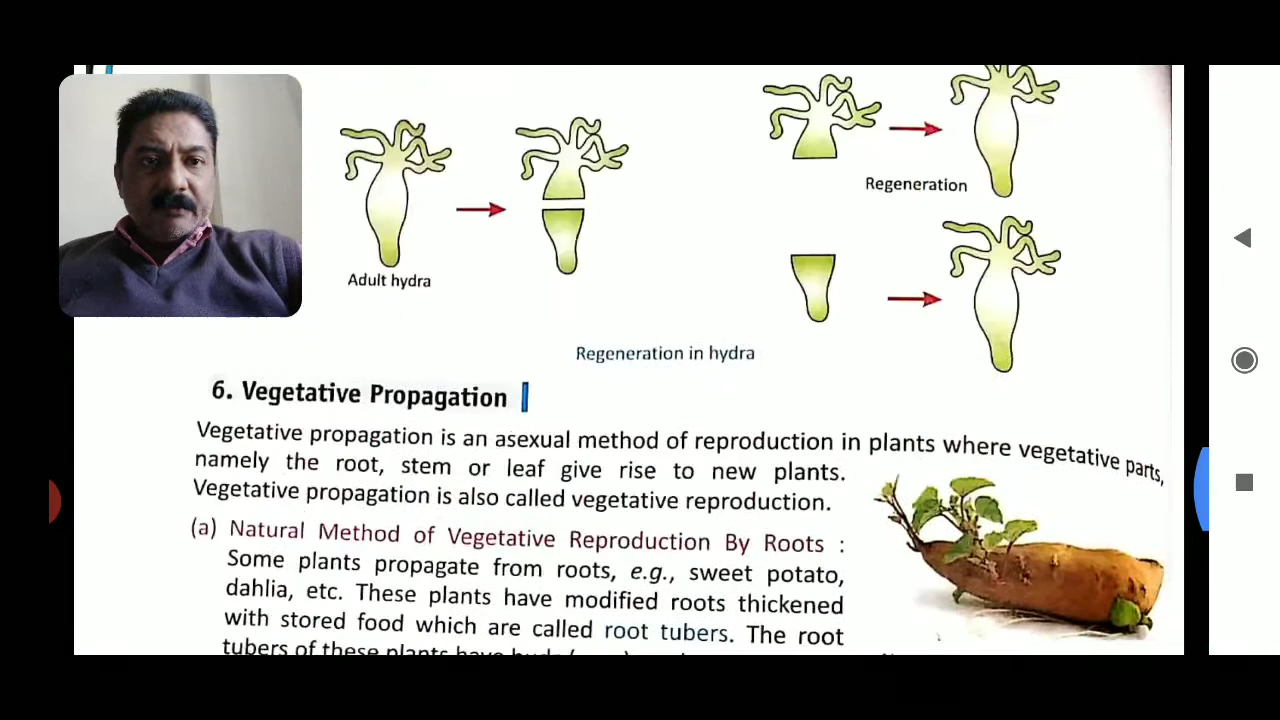 Regeneration
Adult hydra
Regeneration in hydra
6. Vegetative Propagation
Vegetative propagation is an asexual method of reproduction in plants where vegetative parts,
namely the root, stem or leaf give rise to new plants.
Vegetative propagation is also called vegetative reproduction.
(a) Natural Method of Vegetative Reproduction By Roots :
Some plants propagate from roots, e.g., sweet potato,
dahlia, etc. These plants have modified roots thickened
with stored food which are called root tubers. The root
tubers of these plants have